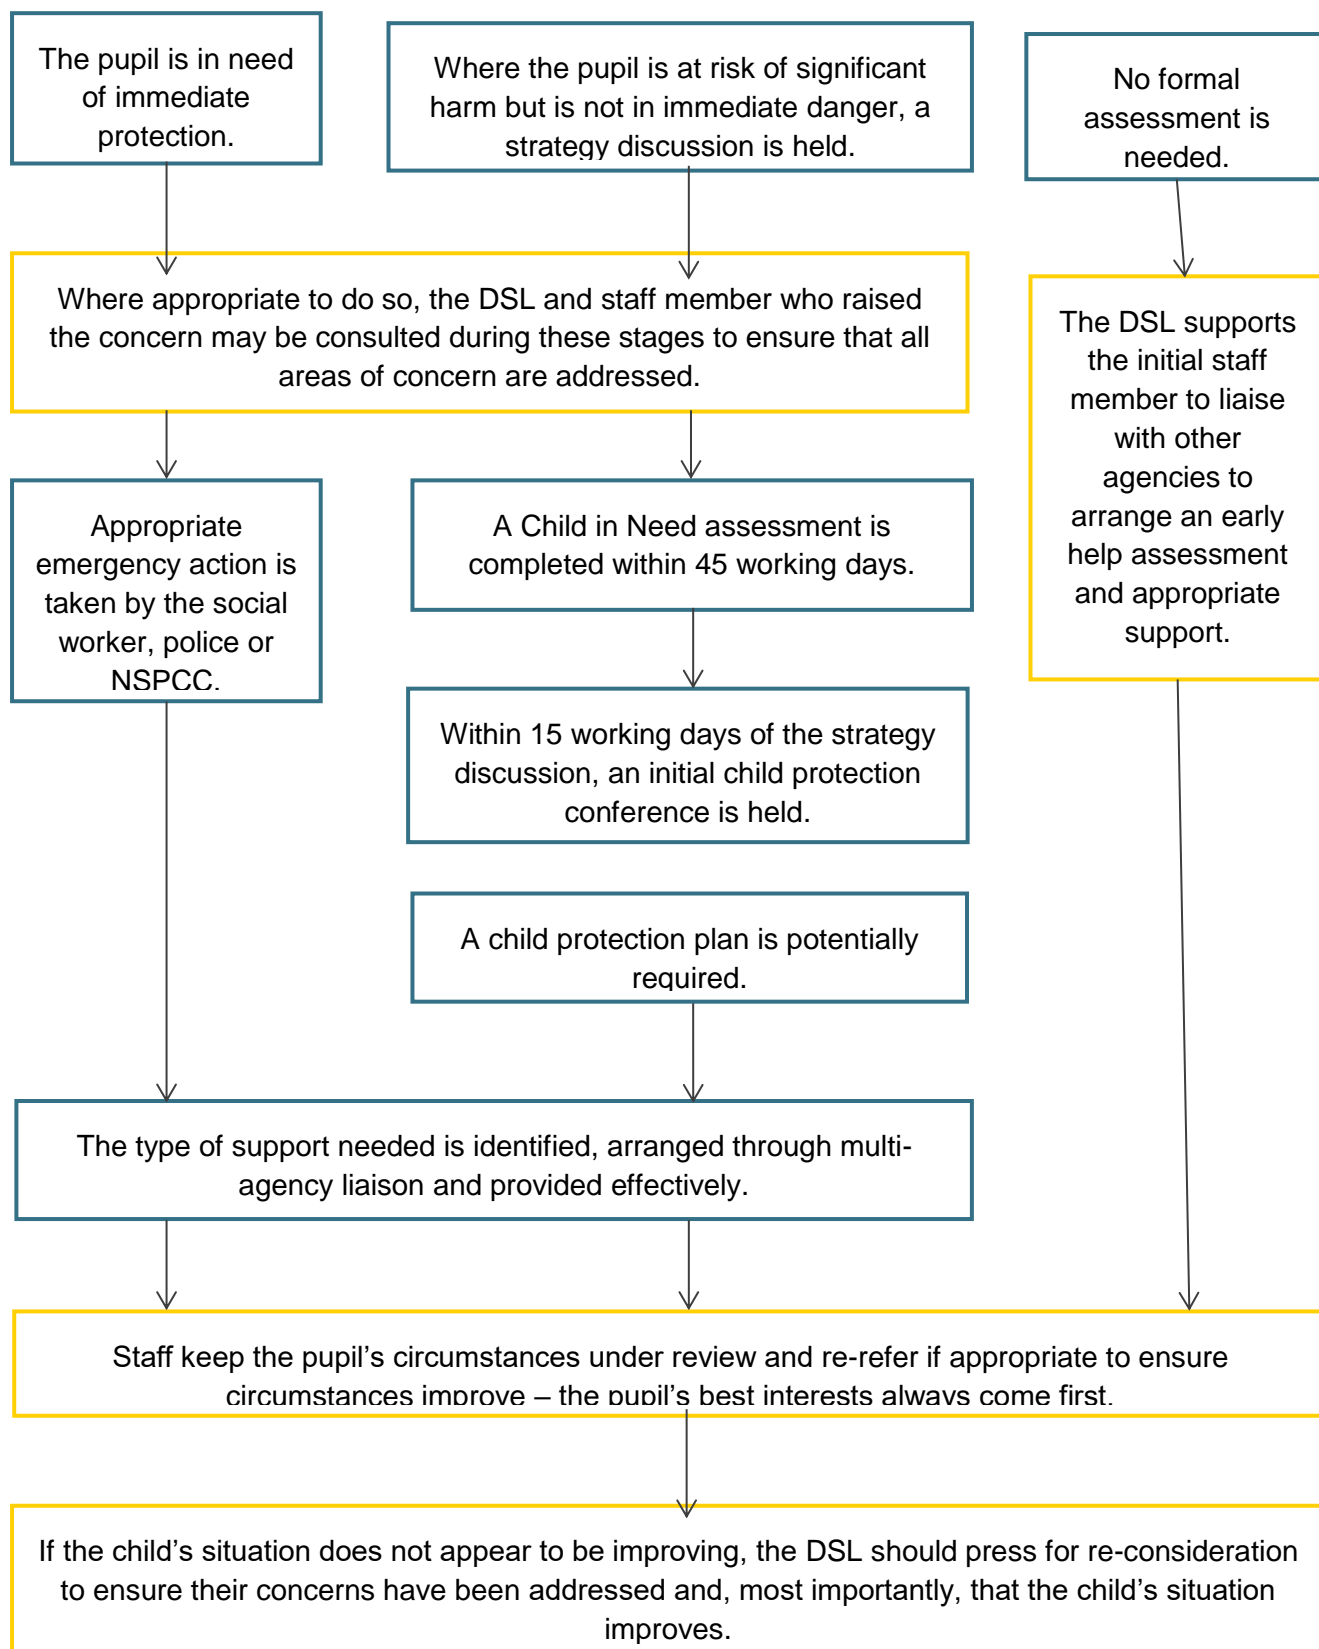 The pupil is in need
of immediate
protection.
Where the pupil is at risk of significant
harm but is not in immediate danger, a
strategy discussion is held.
No formal
assessment is
needed.
Where appropriate to do so, the DSL and staff member who raised
the concern may be consulted during these stages to ensure that all
areas of concern are addressed.
The DSL supports
the initial staff
member to liaise
with other
agencies to
arrange an early
help assessment
and appropriate
support.
Appropriate
emergency action is
taken by the social
worker, police or
NSPCC.
A Child in Need assessment is
completed within 45 working days.
Within 15 working days of the strategy
discussion, an initial child protection
conference is held.
A child protection plan is potentially
required.
The type of support needed is identified, arranged through multi-
agency liaison and provided effectively.
Staff keep the pupil’s circumstances under review and re-refer if appropriate to ensure
circumstances improve – the pupil’s best interests always come first.
If the child’s situation does not appear to be improving, the DSL should press for re-consideration
to ensure their concerns have been addressed and, most importantly, that the child’s situation
improves.